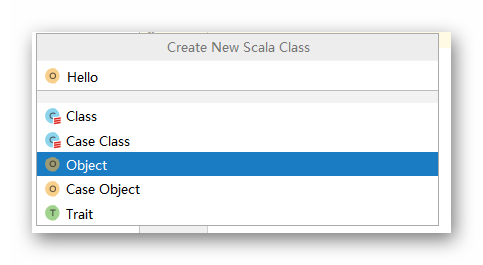 Create New Scala Class
Hello
Class
Case Class
Object
Case Object
Trait